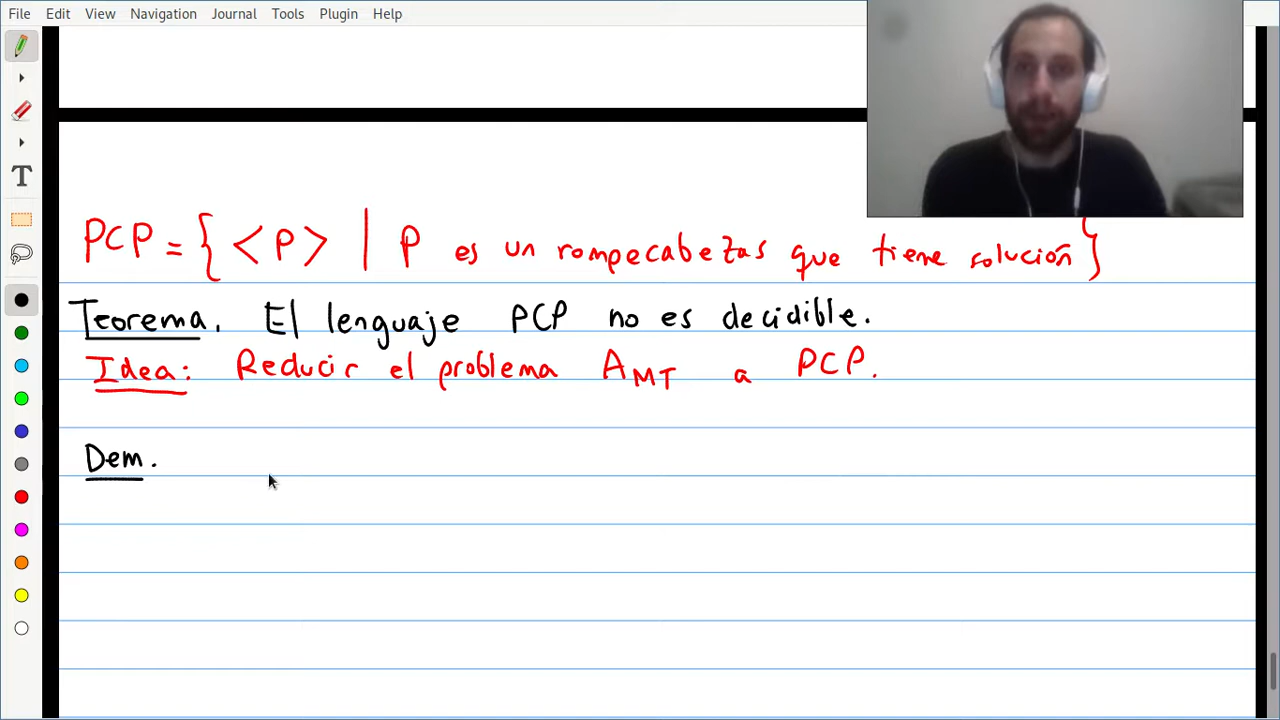 File Edit View Navigation Journal Tools Plugin Help
T
PCP = { <P> | P es un rompecabezas que tiene solución }
Teorema. El lenguaje PCP no es decidible.
Idea: Reducir el problema A_MT a PCP.
Dem.